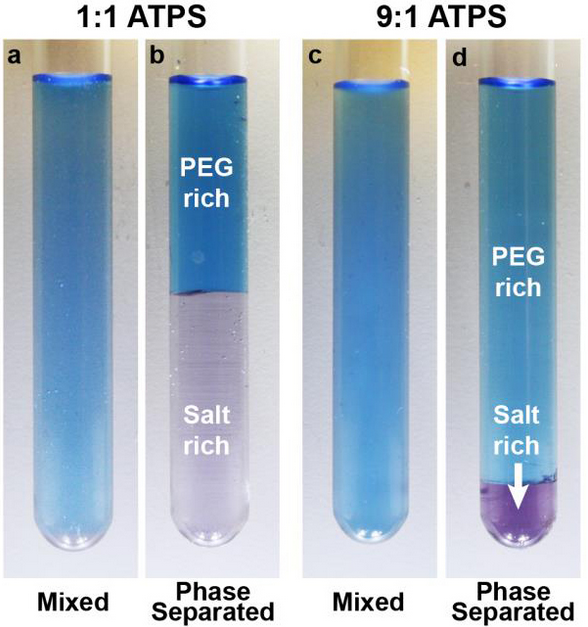 1:1 ATPS
9:1 ATPS
a
b
c
d
PEG
rich
Salt
rich
PEG
rich
Salt
rich
Mixed
Phase
Separated
Mixed
Phase
Separated